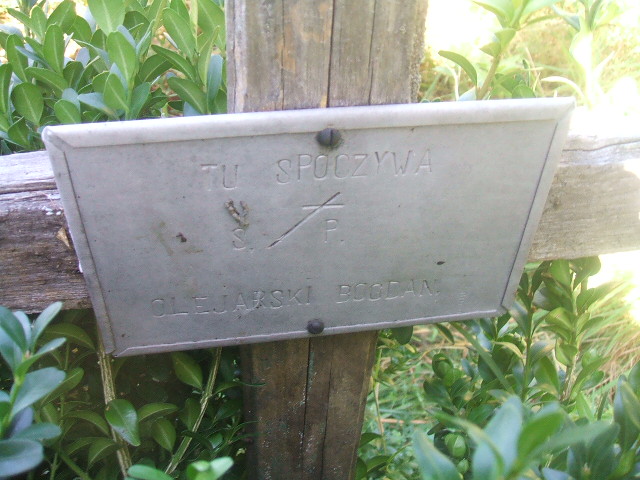 TU SPOCZYWA
Ś. P.
OLEJARSKI BOGDAN